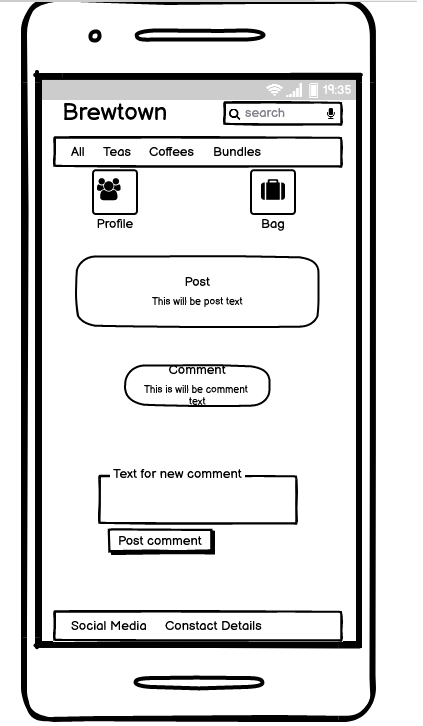 19:35
Brewtown
search
All Teas Coffees Bundles
Profile Bag
Post
This will be post text
Comment
This is will be comment
text
Text for new comment
Post comment
Social Media Constact Details